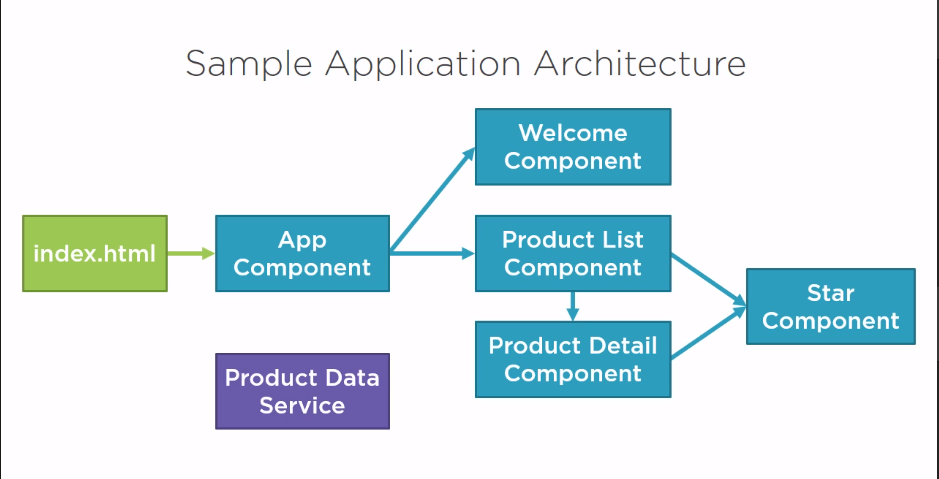 Sample Application Architecture
Welcome
Component
index.html
App
Component
Product List
Component
Star
Component
Product Detail
Component
Product Data
Service